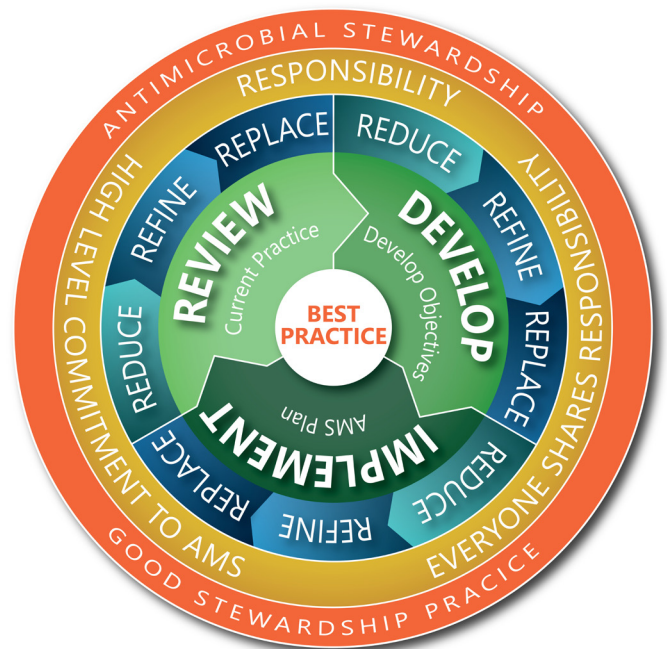 ANTIMICROBIAL STEWARDSHIP
GOOD STEWARDSHIP PRACICE
RESPONSIBILITY
HIGH LEVEL COMMITMENT TO AMS
EVERYONE SHARES RESPONSIBILITY
REDUCE
REFINE
REPLACE
REDUCE
REFINE
REPLACE
REDUCE
REFINE
REPLACE
REVIEW
Current Practice
DEVELOP
Develop Objectives
IMPLEMENT
AMS Plan
BEST
PRACTICE